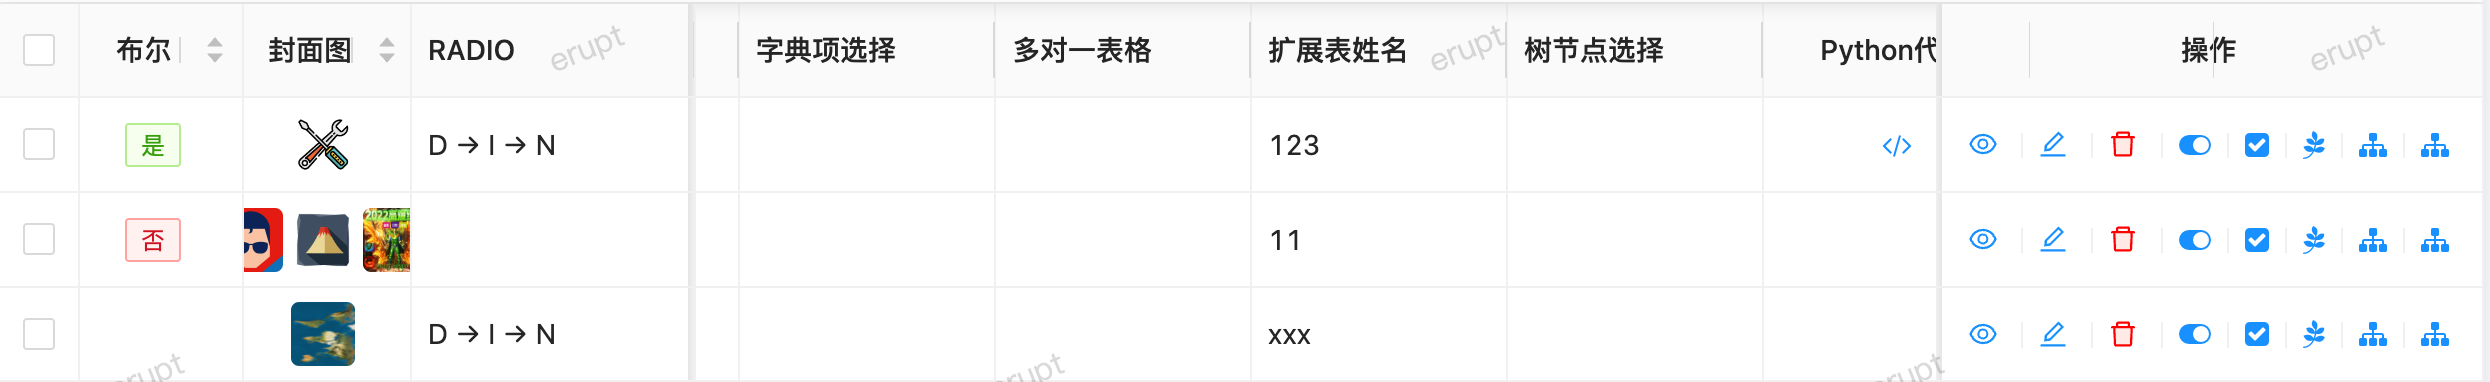 布尔 封面图 RADIO erupt 字典项选择 多对一表格 扩展表姓名 erupt 树节点选择 Python代 操作 erupt
是 D → I → N 123 </>
否 2022 11
D → I → N xxx
erupt erupt erupt